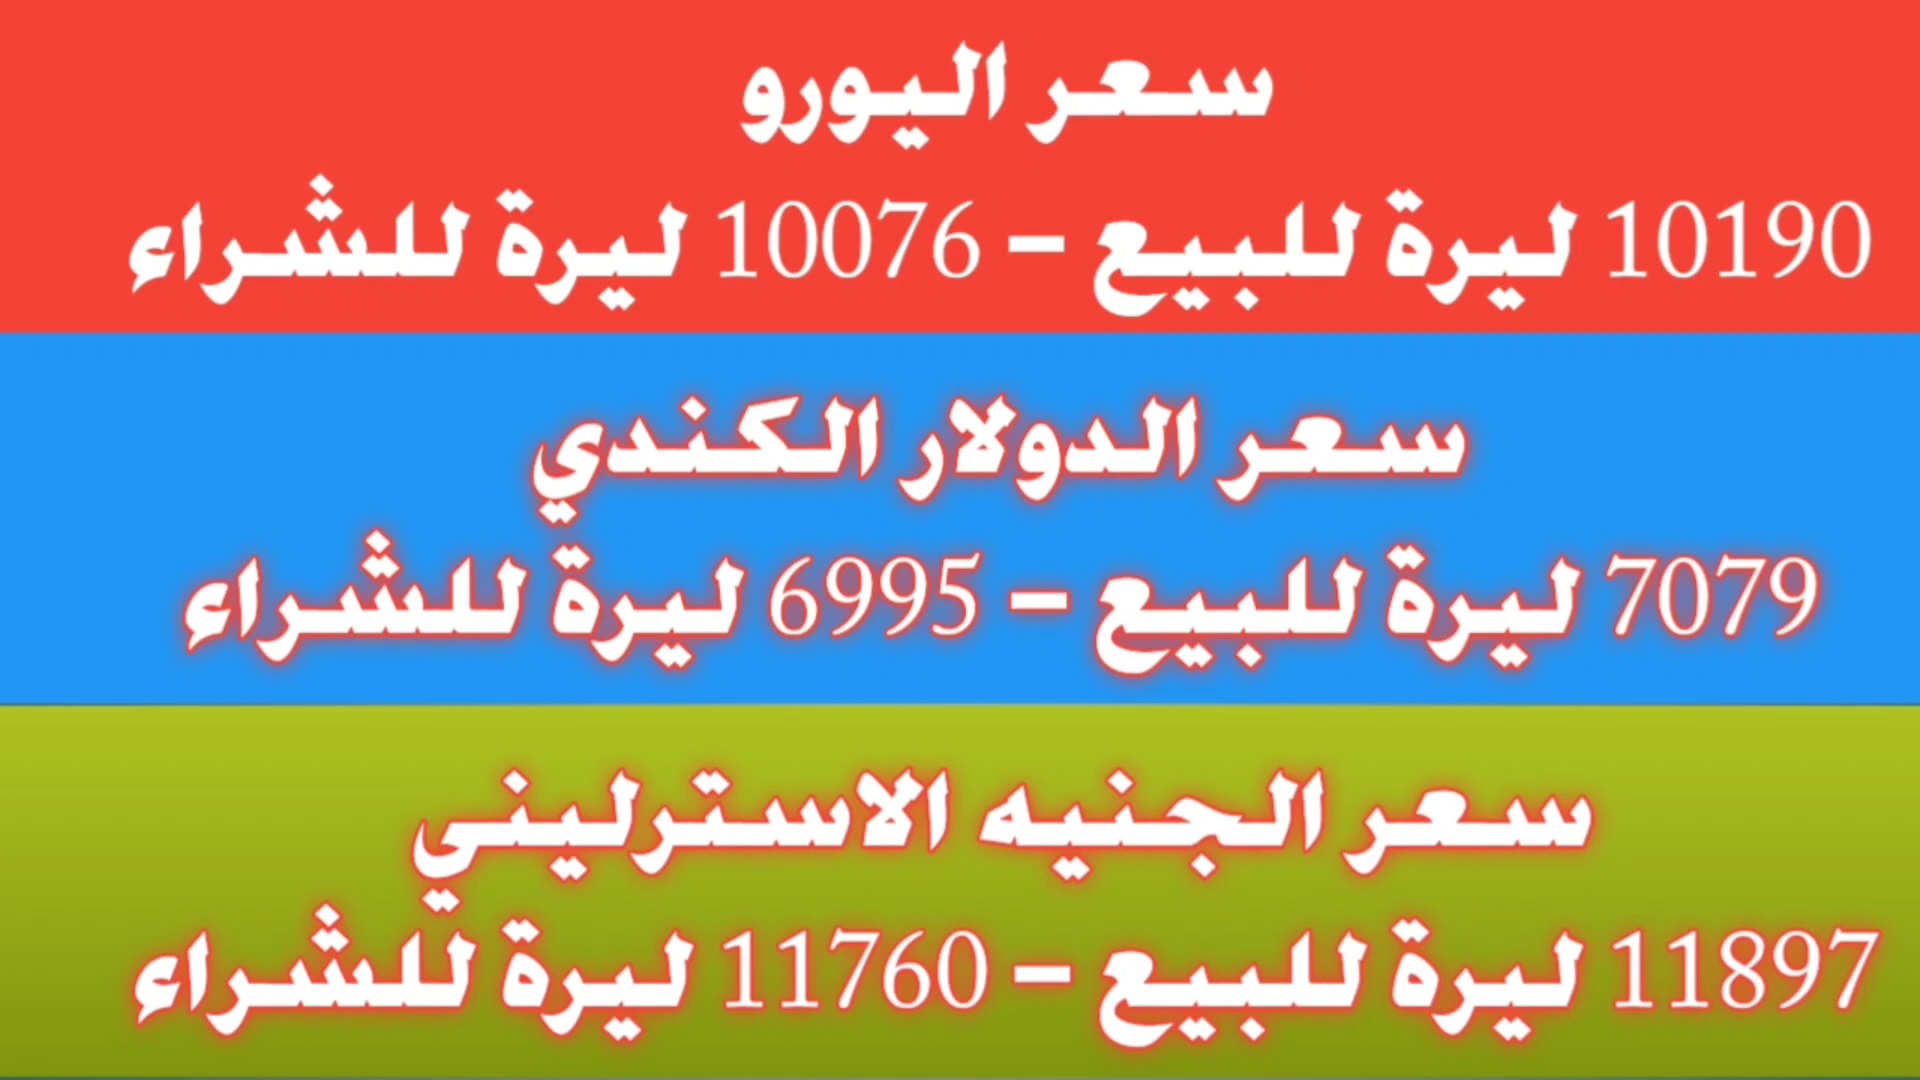 سعر اليورو
10190 ليرة للبيع – 10076 ليرة للشراء
سعر الدولار الكندي
7079 ليرة للبيع – 6995 ليرة للشراء
سعر الجنيه الاسترليني
11897 ليرة للبيع – 11760 ليرة للشراء